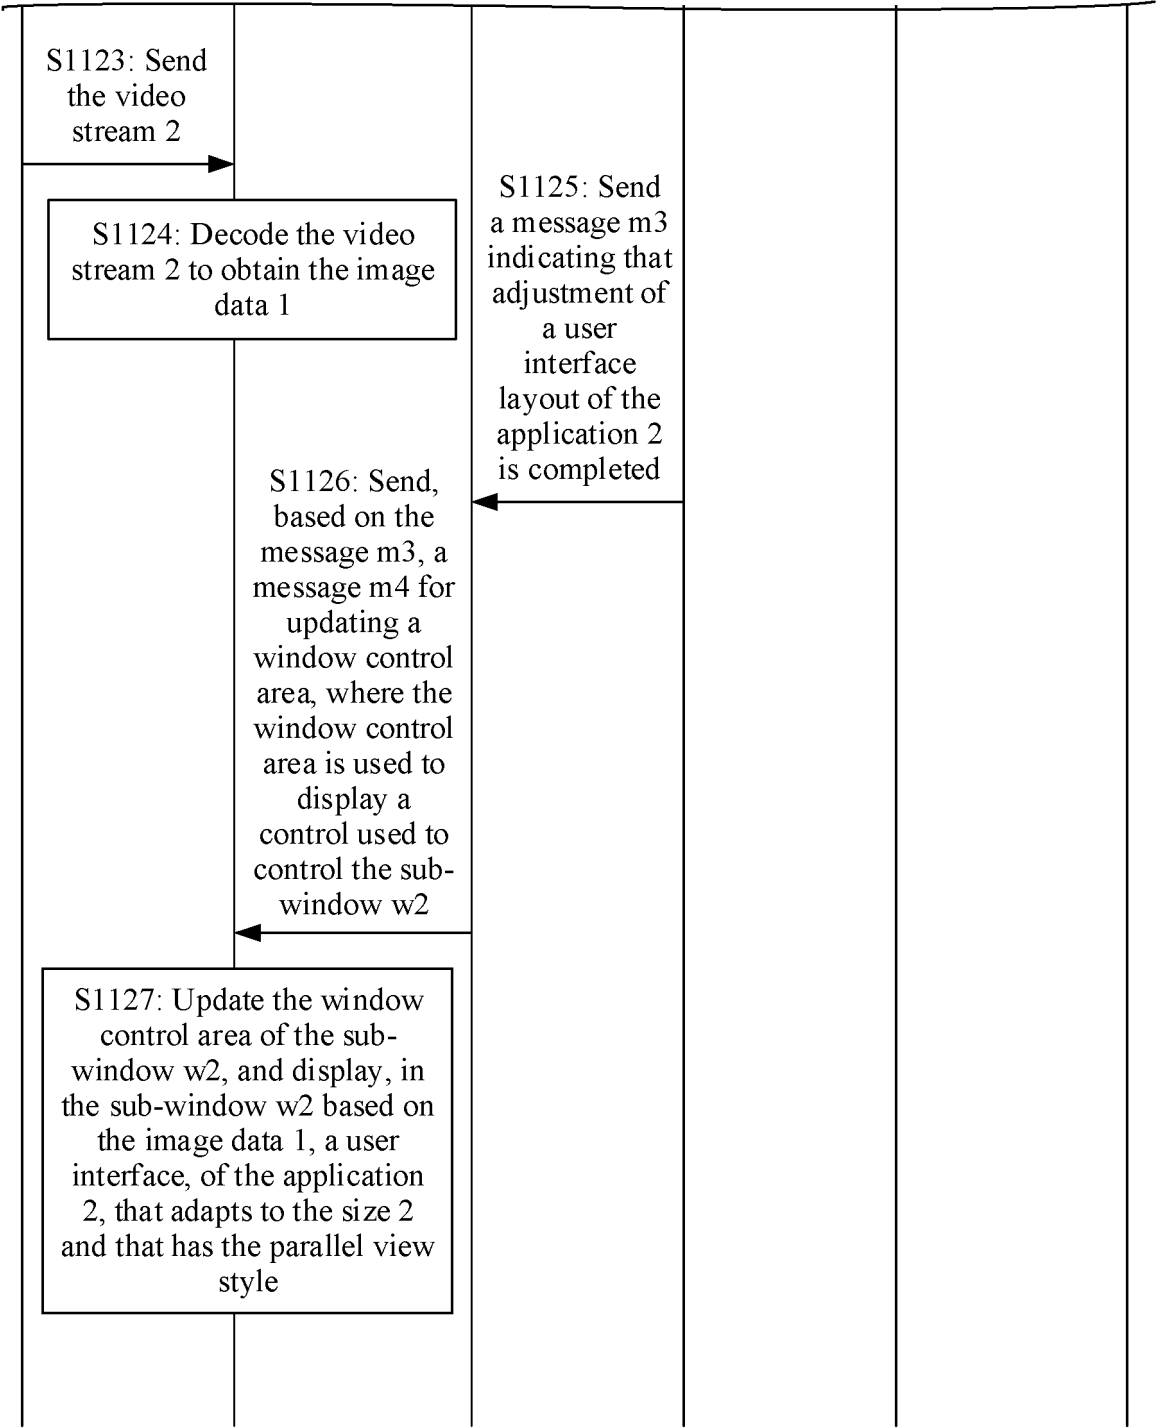 S1123: Send
the video
stream 2
S1124: Decode the video
stream 2 to obtain the image
data 1
S1125: Send
a message m3
indicating that
adjustment of
a user
interface
layout of the
application 2
is completed
S1126: Send,
based on the
message m3, a
message m4 for
updating a
window control
area, where the
window control
area is used to
display a
control used to
control the sub-
window w2
S1127: Update the window
control area of the sub-
window w2, and display, in
the sub-window w2 based on
the image data 1, a user
interface, of the application
2, that adapts to the size 2
and that has the parallel view
style